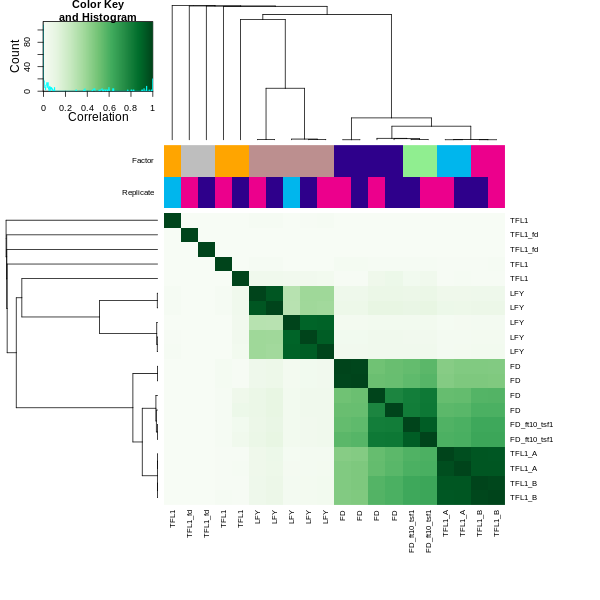 Color Key
and Histogram
Count
0 40 80
0 0.2 0.4 0.6 0.8 1
Correlation
Factor
Replicate
TFL1
TFL1_fd
TFL1_fd
TFL1
TFL1
LFY
LFY
LFY
LFY
LFY
FD
FD
FD
FD
FD_ft10_tsf1
FD_ft10_tsf1
TFL1_A
TFL1_A
TFL1_B
TFL1_B
TFL1
TFL1_fd
TFL1_fd
TFL1
TFL1
LFY
LFY
LFY
LFY
LFY
FD
FD
FD
FD
FD_ft10_tsf1
FD_ft10_tsf1
TFL1_A
TFL1_A
TFL1_B
TFL1_B